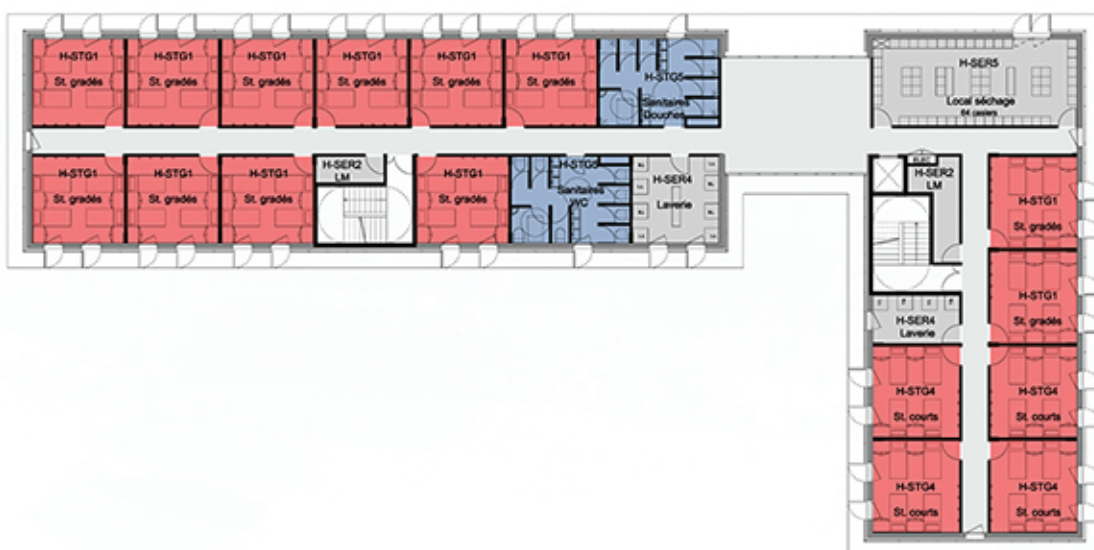 H-STG1
St. gradés
H-STG1
St. gradés
H-STG1
St. gradés
H-STG1
St. gradés
H-STG1
St. gradés
H-STG1
St. gradés
H-STG5
Sanitaires
Douches
H-SER5
Local séchage
64 casiers
H-STG1
St. gradés
H-STG1
St. gradés
H-STG1
St. gradés
H-SER2
LM
H-STG1
St. gradés
H-STG5
Sanitaires
WC
H-SER4
Laverie
ELEC
H-SER2
LM
H-STG1
St. gradés
H-STG1
St. gradés
H-SER4
Laverie
H-STG4
St. courts
H-STG4
St. courts
H-STG4
St. courts
H-STG4
St. courts